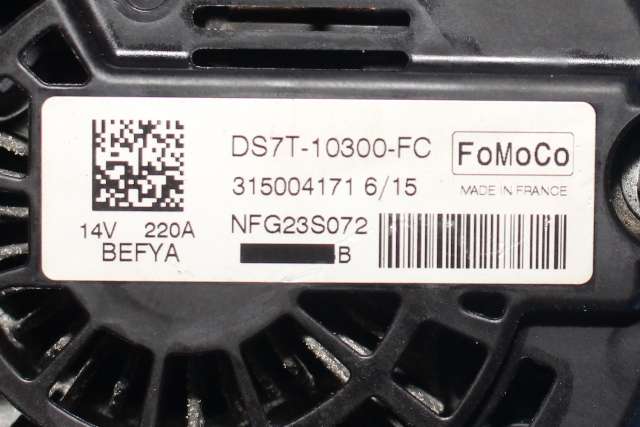 DS7T-10300-FC
FoMoCo
315004171 6/15
MADE IN FRANCE
14V 220A
NFG23S072
BEFYA
B